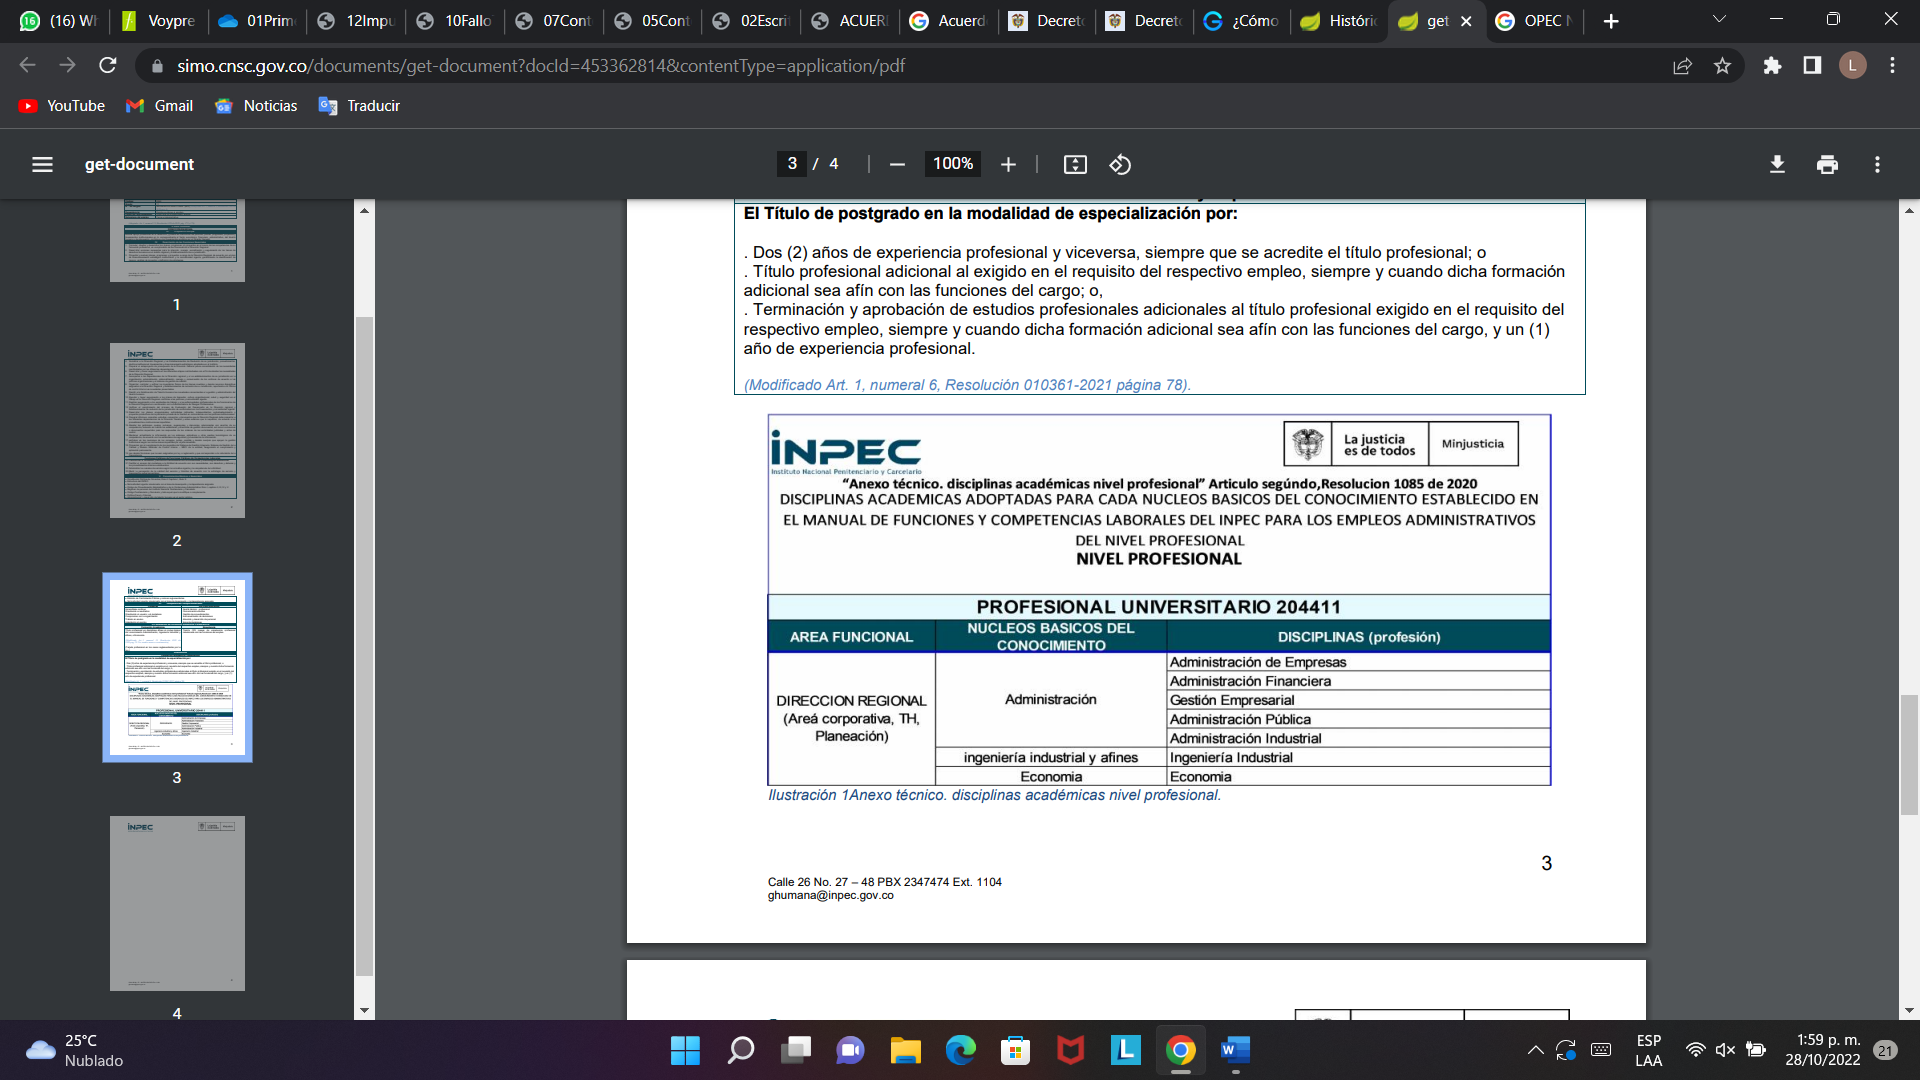 (16) Wh
Voypre
01Prim
12Impu
10Fallo
07Cont
05Cont
02Escrit
ACUER
Acuerd
Decret
Decret
¿Cómo
Históri
get
OPEC N
simo.cnsc.gov.co/documents/get-document?docId=453362814&contentType=application/pdf
L
YouTube
Gmail
Noticias
Traducir
get-document
3 / 4
100%
1
2
3
4
El Título de postgrado en la modalidad de especialización por:
. Dos (2) años de experiencia profesional y viceversa, siempre que se acredite el título profesional; o
. Título profesional adicional al exigido en el requisito del respectivo empleo, siempre y cuando dicha formación
adicional sea afín con las funciones del cargo; o,
. Terminación y aprobación de estudios profesionales adicionales al título profesional exigido en el requisito del
respectivo empleo, siempre y cuando dicha formación adicional sea afín con las funciones del cargo, y un (1)
año de experiencia profesional.
(Modificado Art. 1, numeral 6, Resolución 010361-2021 página 78).
INPEC
Instituto Nacional Penitenciario y Carcelario
La justicia
es de todos
Minjusticia
“Anexo técnico. disciplinas académicas nivel profesional” Articulo segúndo,Resolucion 1085 de 2020
DISCIPLINAS ACADEMICAS ADOPTADAS PARA CADA NUCLEOS BASICOS DEL CONOCIMIENTO ESTABLECIDO EN
EL MANUAL DE FUNCIONES Y COMPETENCIAS LABORALES DEL INPEC PARA LOS EMPLEOS ADMINISTRATIVOS
DEL NIVEL PROFESIONAL
NIVEL PROFESIONAL
PROFESIONAL UNIVERSITARIO 204411
AREA FUNCIONAL
NUCLEOS BASICOS DEL
CONOCIMIENTO
DISCIPLINAS (profesión)
DIRECCION REGIONAL
(Areá corporativa, TH,
Planeación)
Administración
Administración de Empresas
Administración Financiera
Gestión Empresarial
Administración Pública
Administración Industrial
ingeniería industrial y afines
Ingeniería Industrial
Economia
Economia
Ilustración 1Anexo técnico. disciplinas académicas nivel profesional.
3
Calle 26 No. 27 – 48 PBX 2347474 Ext. 1104
ghumana@inpec.gov.co
25°C
Nublado
ESP
LAA
1:59 p. m.
28/10/2022
21